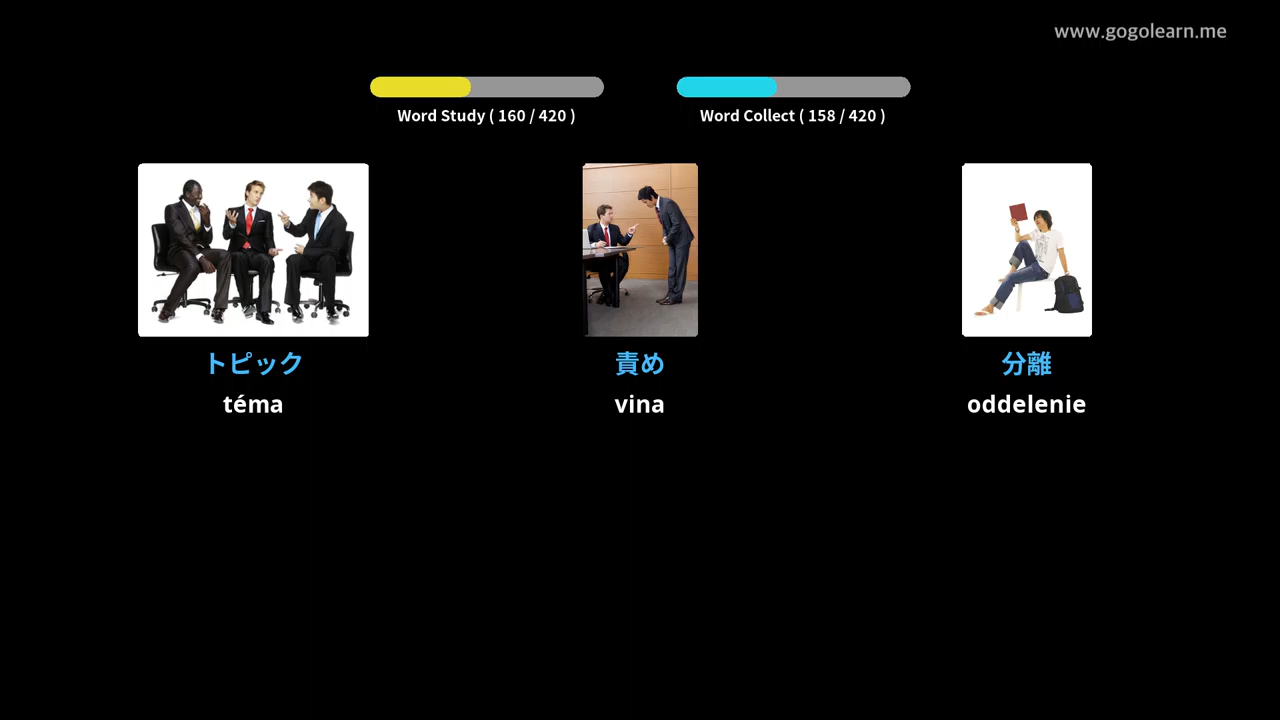 www.gogolearn.me
Word Study ( 160 / 420 )
Word Collect ( 158 / 420 )
トピック
責め
分離
téma
vina
oddelenie